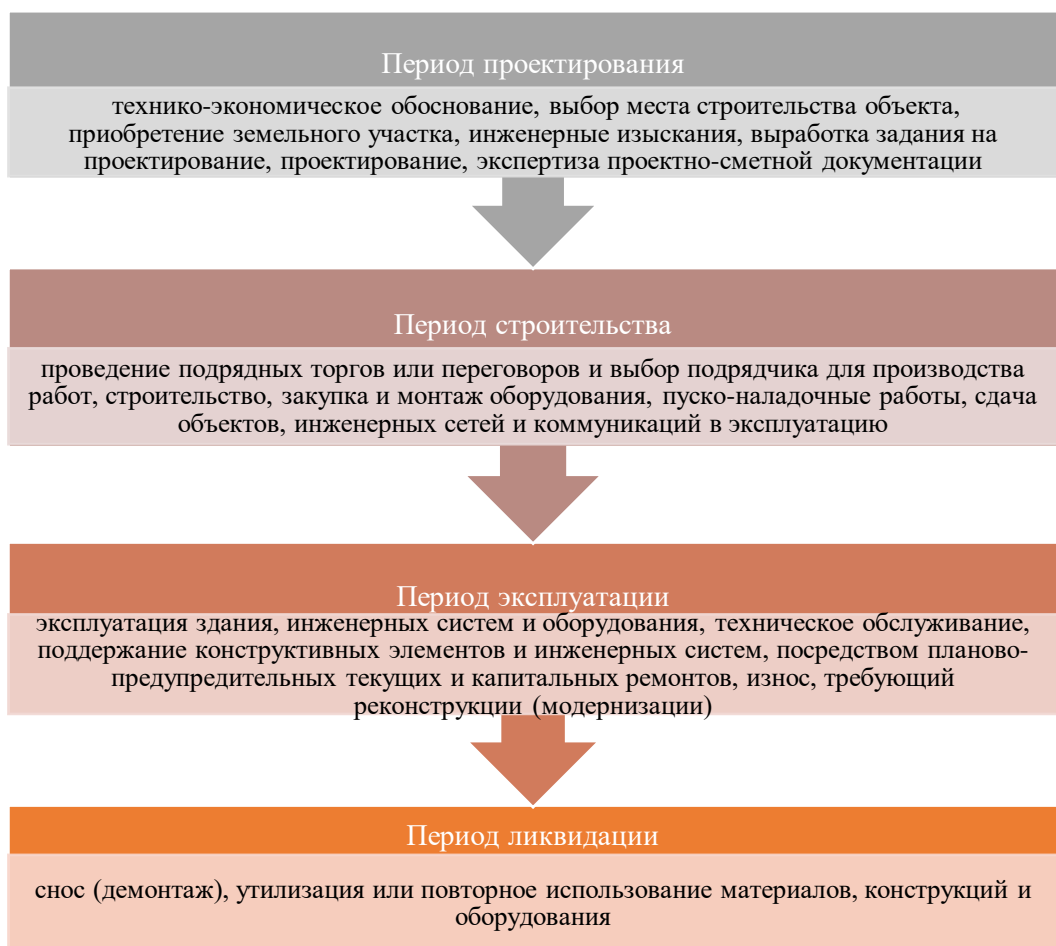 Период проектирования
технико-экономическое обоснование, выбор места строительства объекта,
приобретение земельного участка, инженерные изыскания, выработка задания на
проектирование, проектирование, экспертиза проектно-сметной документации
Период строительства
проведение подрядных торгов или переговоров и выбор подрядчика для производства
работ, строительство, закупка и монтаж оборудования, пуско-наладочные работы, сдача
объектов, инженерных сетей и коммуникаций в эксплуатацию
Период эксплуатации
эксплуатация здания, инженерных систем и оборудования, техническое обслуживание,
поддержание конструктивных элементов и инженерных систем, посредством планово-
предупредительных текущих и капитальных ремонтов, износ, требующий
реконструкции (модернизации)
Период ликвидации
снос (демонтаж), утилизация или повторное использование материалов, конструкций и
оборудования